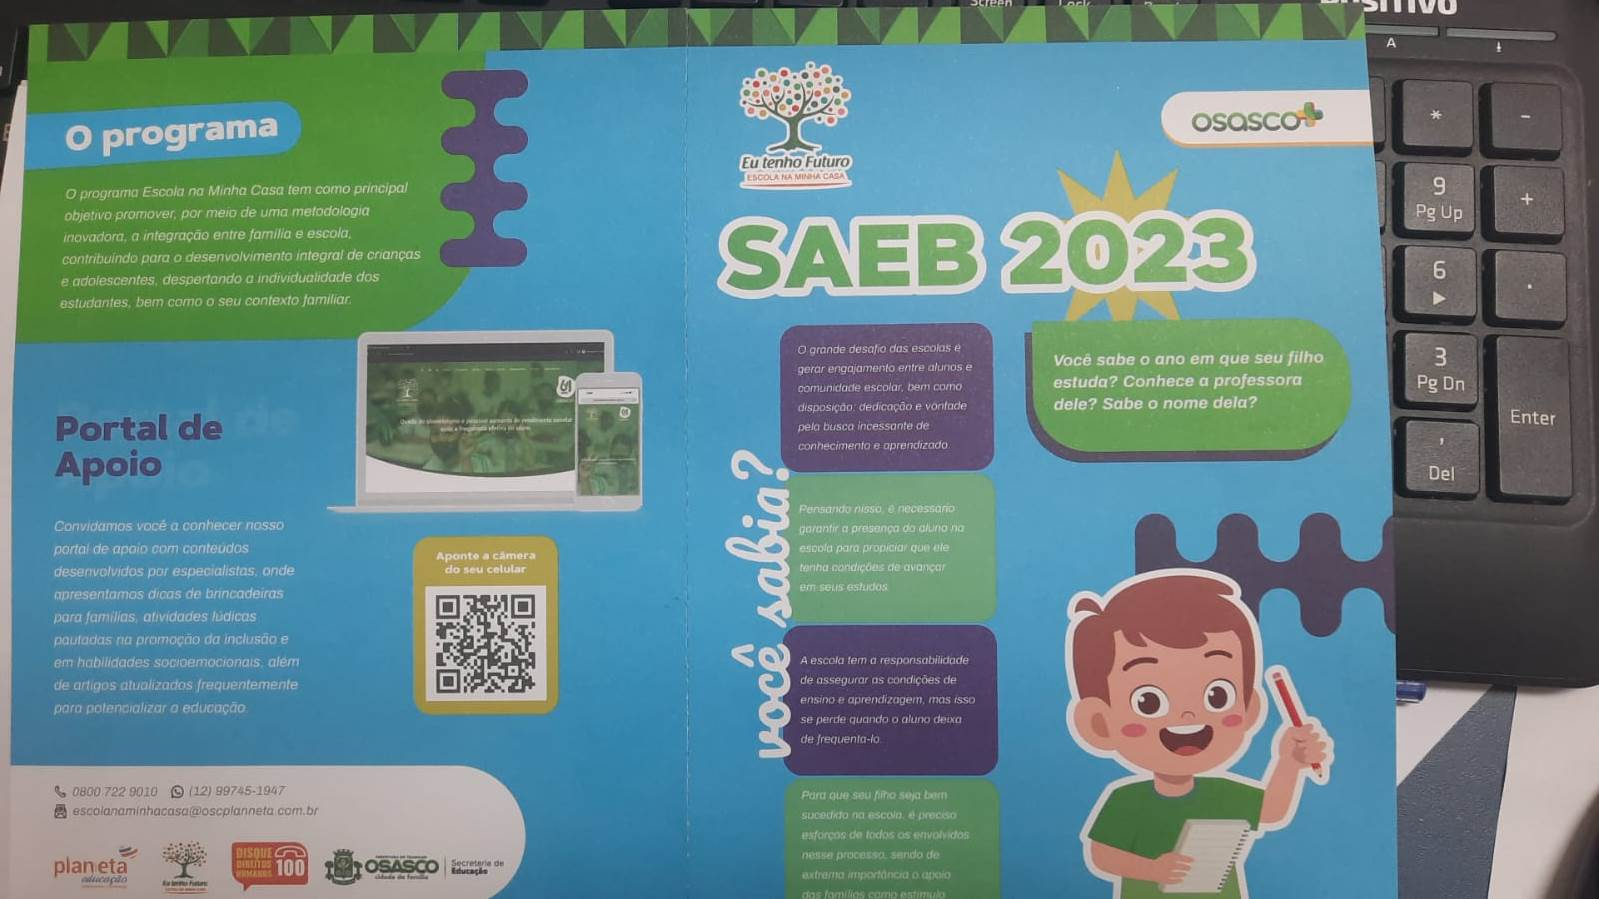 O programa
O programa Escola na Minha Casa tem como principal
objetivo promover, por meio de uma metodologia
inovadora, a integração entre família e escola,
contribuindo para o desenvolvimento integral de crianças
e adolescentes, despertando a individualidade dos
estudantes, bem como o seu contexto familiar.
Portal de
Apoio
Convidamos você a conhecer nosso
portal de apoio com conteúdos
desenvolvidos por especialistas, onde
apresentamos dicas de brincadeiras
para famílias, atividades lúdicas
pautadas na promoção da inclusão e
em habilidades socioemocionais, além
de artigos atualizados frequentemente
para potencializar a educação.
Aponte a câmera
do seu celular
0800 722 9010 (12) 99745-1947
escolanaminhacasa@oscplanneta.com.br
planeta
educação
Eu tenho Futuro
DISQUE
DIREITOS
HUMANOS 100
OSASCO
cidade da família
Secretaria de
Educação
Eu tenho Futuro
ESCOLA NA MINHA CASA
osasco
SAEB 2023
você sabia?
O grande desafio das escolas é
gerar engajamento entre alunos e
comunidade escolar, bem como
disposição, dedicação e vontade
pela busca incessante de
conhecimento e aprendizado.
Pensando nisso, é necessário
garantir a presença do aluno na
escola para propiciar que ele
tenha condições de avançar
em seus estudos.
A escola tem a responsabilidade
de assegurar as condições de
ensino e aprendizagem, mas isso
se perde quando o aluno deixa
de frequenta-lo.
Para que seu filho seja bem
sucedido na escola, é preciso
esforços de todos os envolvidos
nesse processo, sendo de
extrema importância o apoio
das famílias como estímulo
Você sabe o ano em que seu filho
estuda? Conhece a professora
dele? Sabe o nome dela?
A
*
-
9
Pg Up
+
6
.
3
Pg Dn
Enter
,
Del